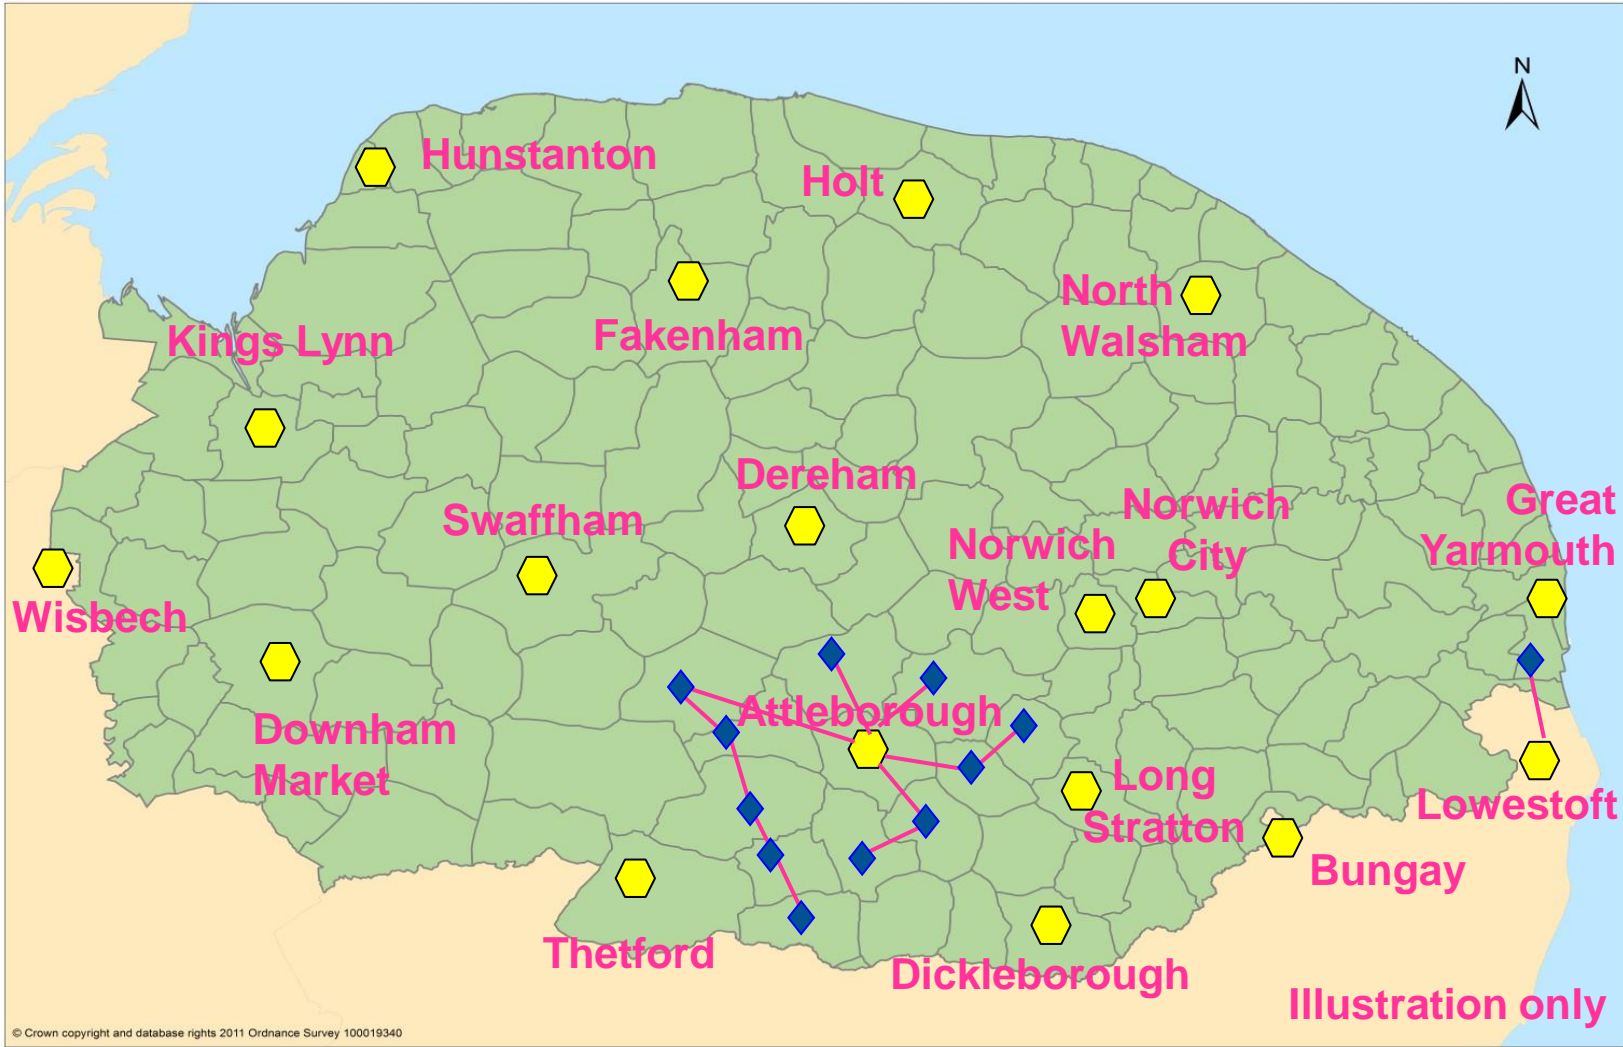 N
Hunstanton
Holt
North
Walsham
Kings Lynn
Fakenham
Dereham
Swaffham
Norwich
City
Great
Yarmouth
Norwich
West
Wisbech
Attleborough
Downham
Market
Long
Stratton
Lowestoft
Bungay
Thetford
Dickleborough
Illustration only
© Crown copyright and database rights 2011 Ordnance Survey 100019340